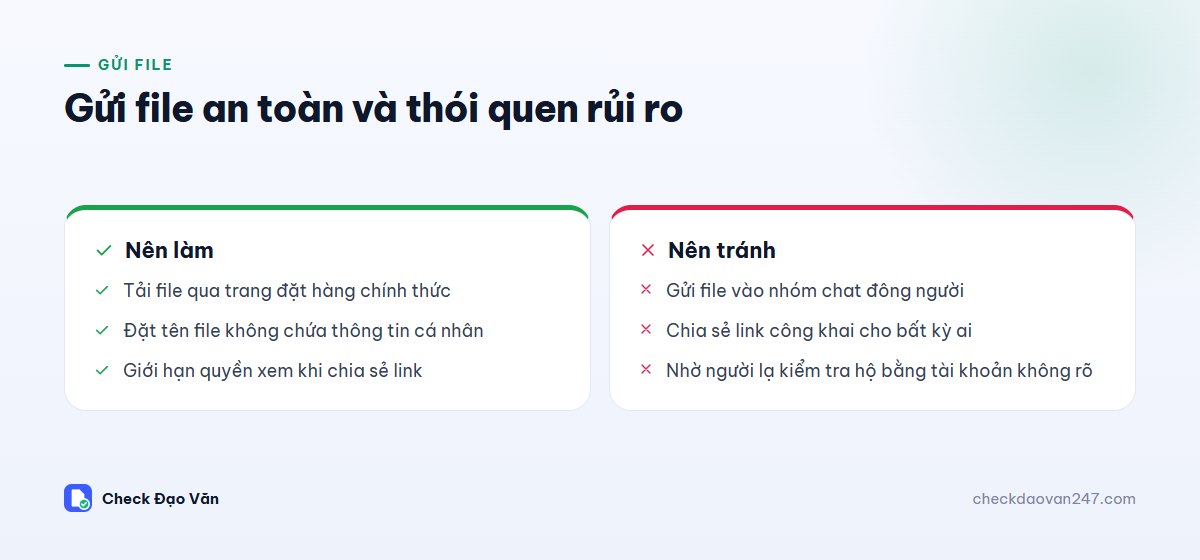 GỬI FILE
Gửi file an toàn và thói quen rủi ro
Nên làm
Tải file qua trang đặt hàng chính thức
Đặt tên file không chứa thông tin cá nhân
Giới hạn quyền xem khi chia sẻ link
Nên tránh
Gửi file vào nhóm chat đông người
Chia sẻ link công khai cho bất kỳ ai
Nhờ người lạ kiểm tra hộ bằng tài khoản không rõ
Check Đạo Văn
checkdaovan247.com